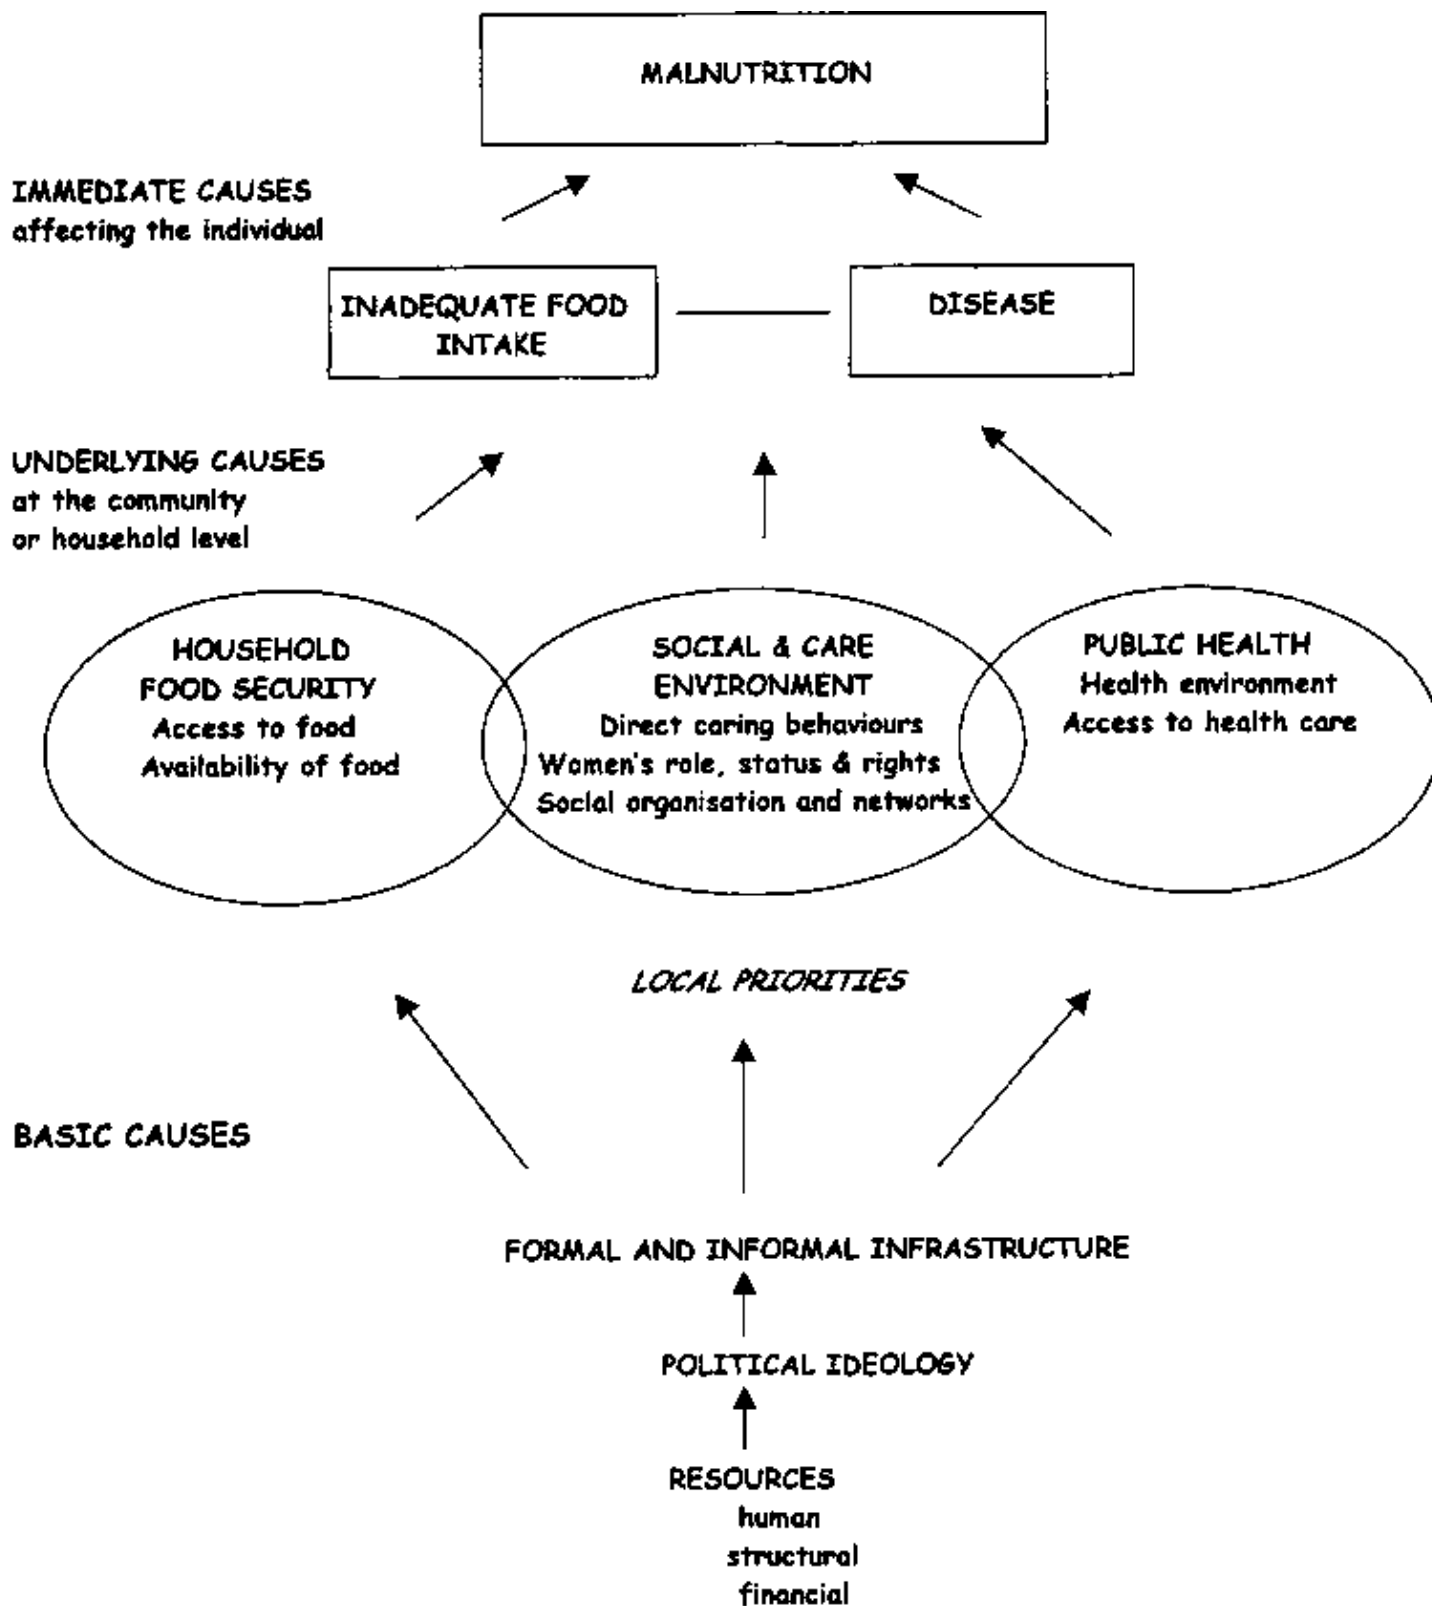 MALNUTRITION
IMMEDIATE CAUSES
affecting the individual
INADEQUATE FOOD
INTAKE
DISEASE
UNDERLYING CAUSES
at the community
or household level
HOUSEHOLD
FOOD SECURITY
Access to food
Availability of food
SOCIAL & CARE
ENVIRONMENT
Direct caring behaviours
Women's role, status & rights
Social organisation and networks
PUBLIC HEALTH
Health environment
Access to health care
LOCAL PRIORITIES
BASIC CAUSES
FORMAL AND INFORMAL INFRASTRUCTURE
POLITICAL IDEOLOGY
RESOURCES
human
structural
financial